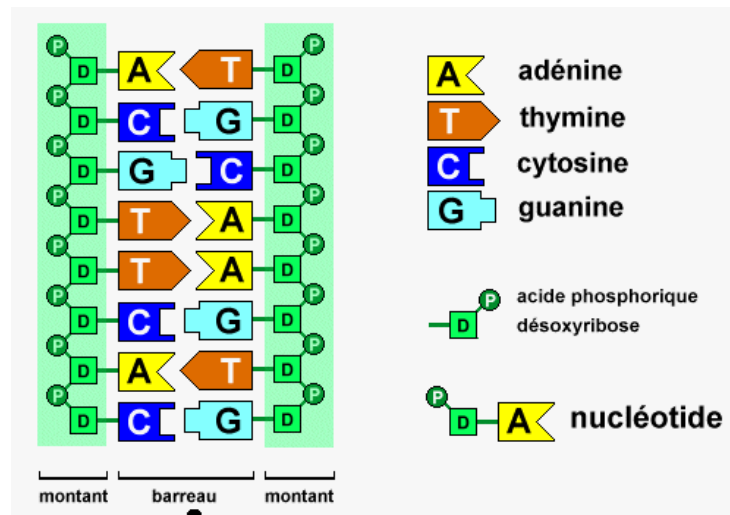 P P
D A T D
P P
D C G D
P P
D G C D
P P
D T A D
P P
D T A D
P P
D C G D
P P
D A T D
P P
D C G D
montant barreau montant
A adénine
T thymine
C cytosine
G guanine
P acide phosphorique
D désoxyribose
P
D A nucléotide